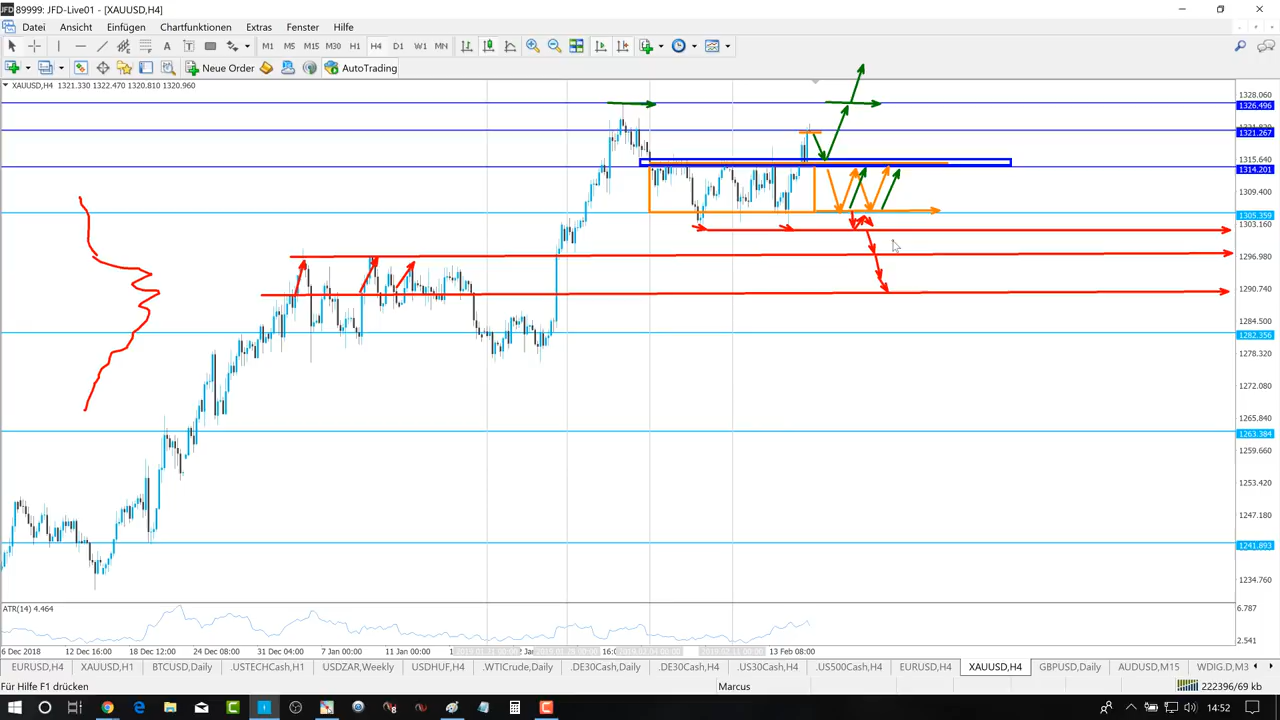 JFD 89999: JFD-Live01 - [XAUUSD,H4]
Datei Ansicht Einfügen Chartfunktionen Extras Fenster Hilfe
A T M1 M5 M15 M30 H1 H4 D1 W1 MN
Neue Order AutoTrading
XAUUSD,H4 1321.330 1322.470 1320.810 1320.960
1328.060
1326.496
1321.267
1315.640
1314.201
1309.400
1305.359
1303.160
1296.980
1290.740
1284.500
1282.356
1278.320
1272.080
1265.840
1263.384
1259.660
1253.420
1247.180
1241.893
1234.760
ATR(14) 4.464
6.787
2.541
6 Dec 2018 12 Dec 16:00 18 Dec 12:00 24 Dec 08:00 31 Dec 04:00 7 Jan 00:00 11 Jan 00:00 13 Feb 08:00
EURUSD,H4 XAUUSD,H1 BTCUSD,Daily .USTECHCash,H1 USDZAR,Weekly USDHUF,H4 .WTICrude,Daily .DE30Cash,Daily .DE30Cash,H4 .US30Cash,H4 .US500Cash,H4 EURUSD,H4 XAUUSD,H4 GBPUSD,Daily AUDUSD,M15 WDIG.D,M3
Für Hilfe F1 drücken Marcus 222396/69 kb
14:52